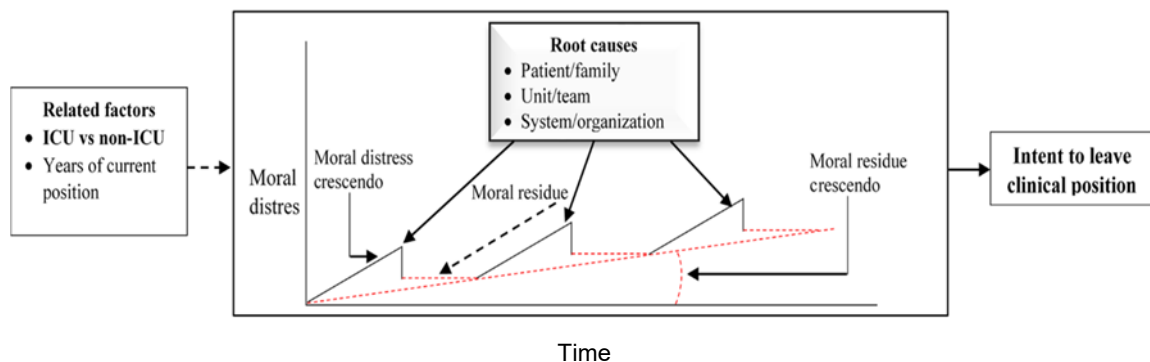 Related factors
• ICU vs non-ICU
• Years of current
position
Moral
distres
Moral distress
crescendo
Root causes
• Patient/family
• Unit/team
• System/organization
Moral residue
Moral residue
crescendo
Intent to leave
clinical position
Time